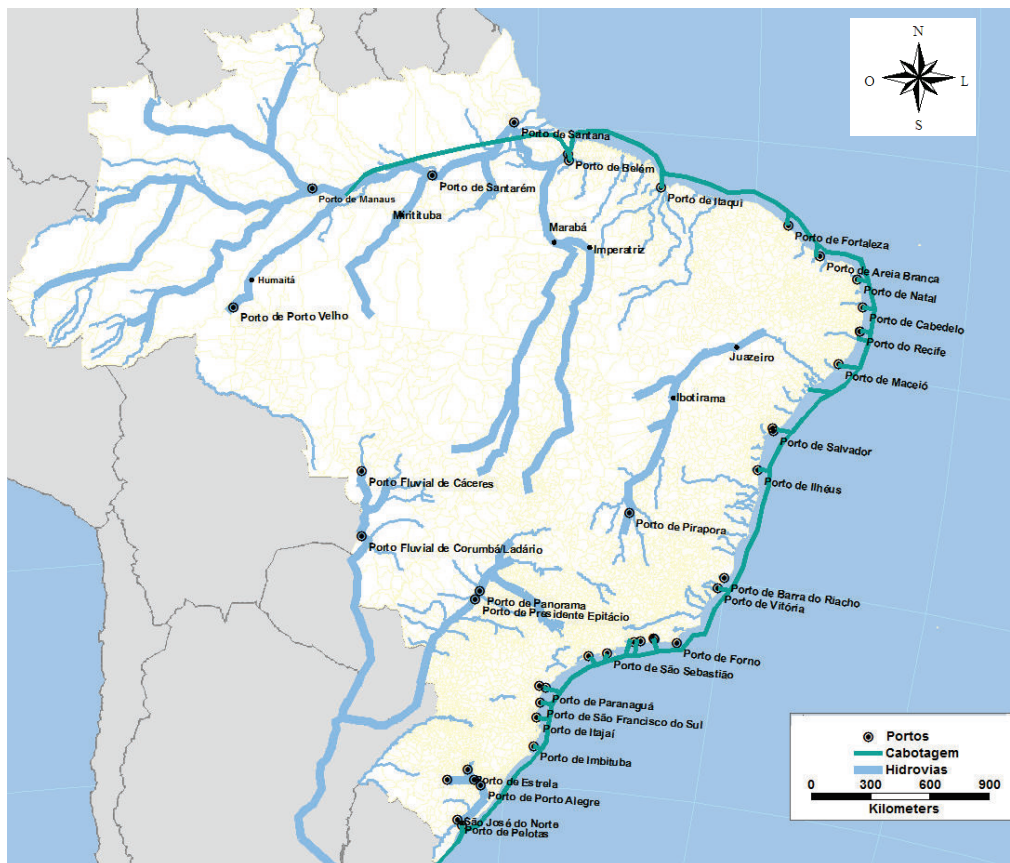 N
O
L
S
Porto de Santana
Porto de Belém
Porto de Santarém
Porto de Manaus
Porto de Itaqui
Miritituba
Marabá
Porto de Fortaleza
Imperatriz
Porto de Areia Branca
Humaitá
Porto de Natal
Porto de Porto Velho
Porto de Cabedelo
Porto do Recife
Juazeiro
Porto de Maceió
Ibotirama
Porto de Salvador
Porto Fluvial de Cáceres
Porto de Ilhéus
Porto de Pirapora
Porto Fluvial de Corumbá/Ladário
Porto de Barra do Riacho
Porto de Panorama
Porto de Vitória
Porto de Presidente Epitácio
Porto de Forno
Porto de São Sebastião
Porto de Paranaguá
Porto de São Francisco do Sul
Porto de Itajaí
Porto de Imbituba
Porto de Estrela
Porto de Porto Alegre
São José do Norte
Porto de Pelotas
Portos
Cabotagem
Hidrovias
0 300 600 900
Kilometers